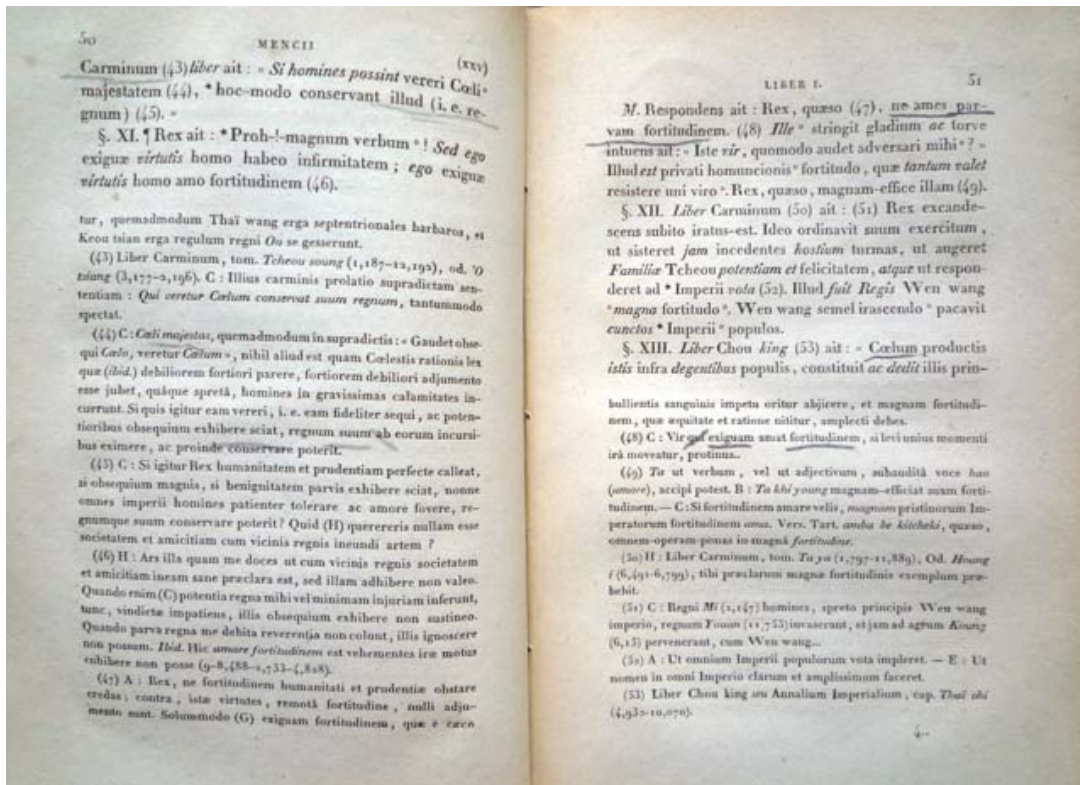 50
MENCII
(xxv)
Carminum (43) liber ait : « Si homines possint vereri Cœli
majestatem (44), * hoc-modo conservant illud (i. e. re-
gnum) (45). »
§. XI. ¶ Rex ait : * Proh-!-magnum verbum ° ! Sed ego
exiguæ virtutis homo habeo infirmitatem ; ego exiguæ
virtutis homo amo fortitudinem (46).
tur, quemadmodum Thaï wang erga septentrionales barbaros, et
Keou tsian erga regulum regni Ou se gesserunt.
(43) Liber Carminum, tom. Tcheou soung (1,187-12,192), od. 'O
tsiang (3,177-2,196). C : Illius carminis prolatio supradictam sen-
tentiam : Qui veretur Cœlum conservat suum regnum, tantummodo
spectat.
(44) C : Cœli majestas, quemadmodum in supradictis : « Gaudet obse-
qui Cœlo, veretur Cœlum », nihil aliud est quam Cœlestis rationis lex
quæ (ibid.) debiliorem fortiori parere, fortiorem debiliori adjumento
esse jubet, quâque spretâ, homines in gravissimas calamitates in-
currunt. Si quis igitur eam vereri, i. e. eam fideliter sequi, ac poten-
tioribus obsequium exhibere sciat, regnum suum ab eorum incursi-
bus eximere, ac proinde conservare poterit.
(45) C : Si igitur Rex humanitatem et prudentiam perfecte calleat,
si obsequium magnis, si benignitatem parvis exhibere sciat, nonne
omnes imperii homines patienter tolerare ac amore fovere, re-
gnumque suum conservare poterit ? Quid (H) quereris nullam esse
societatem et amicitiam cum vicinis regnis ineundi artem ?
(46) H : Ars illa quam me doces ut cum vicinis regnis societatem
et amicitiam ineam sane præclara est, sed illam adhibere non valeo.
Quando enim (C) potentia regna mihi vel minimam injuriam inferunt,
tunc, vindictæ impatiens, illis obsequium exhibere non sustineo.
Quando parva regna me debita reverentia non colunt, illis ignoscere
non possum. Ibid. Hic amare fortitudinem est vehementes iræ motus
cohibere non posse (9-8,488-1,733-4,828).
(47) A : Rex, ne fortitudinem humanitati et prudentiæ obstare
credas ; contra, istæ virtutes, remotâ fortitudine, nulli adju-
mento sunt. Solummodo (G) exiguam fortitudinem, quæ e cæco
LIBER I.
51
M. Respondens ait : Rex, quæso (47), ne ames par-
vam fortitudinem. (48) Ille ° stringit gladium ac torve
intuens ait : « Iste vir, quomodo audet adversari mihi ° ? »
Illud est privati homuncionis ° fortitudo, quæ tantum valet
resistere uni viro °. Rex, quæso, magnam-effice illam (49).
§. XII. Liber Carminum (50) ait : (51) Rex excande-
scens subito iratus-est. Ideo ordinavit suum exercitum,
ut sisteret jam incedentes hostium turmas, ut augeret
Familiæ Tcheou potentiam et felicitatem, atque ut respon-
deret ad * Imperii vota (52). Illud fuit Regis Wen wang
° magna fortitudo °. Wen wang semel irascendo ° pacavit
cunctos * Imperii ° populos.
§. XIII. Liber Chou king (53) ait : « Cœlum productis
istis infra degentibus populis, constituit ac dedit illis prin-
bullientis sanguinis impetu oritur abjicere, et magnam fortitudi-
nem, quæ æquitate et ratione nititur, amplecti debes.
(48) C : Vir qui exiguam amat fortitudinem, si levi unius momenti
irâ moveatur, protinus..
(49) Ta ut verbum, vel ut adjectivum, subauditâ voce hao
(amare), accipi potest. B : Ta khi young magnam-efficiat suam forti-
tudinem. — C : Si fortitudinem amare velis, magnam pristinorum Im-
peratorum fortitudinem ama. Vers. Tart. amba be kitcheki, quæso,
omnem-operam-ponas in magnâ fortitudine.
(50) H : Liber Carminum, tom. Ta ya (1,797-11,889), Od. Hoang
i (6,491-6,799), tibi præclarum magnæ fortitudinis exemplum præ-
bebit.
(51) C : Regni Mi (2,147) homines, spreto principis Wen wang
imperio, regnum Youan (11,753) invaserant, et jam ad agrum Koung
(6,15) pervenerant, cum Wen wang...
(52) A : Ut omnium Imperii populorum vota impleret. — E : Ut
nomen in omni Imperio clarum et amplissimum faceret.
(53) Liber Chou king seu Annalium Imperialium, cap. Thaï chi
(4,932-10,070).
4..